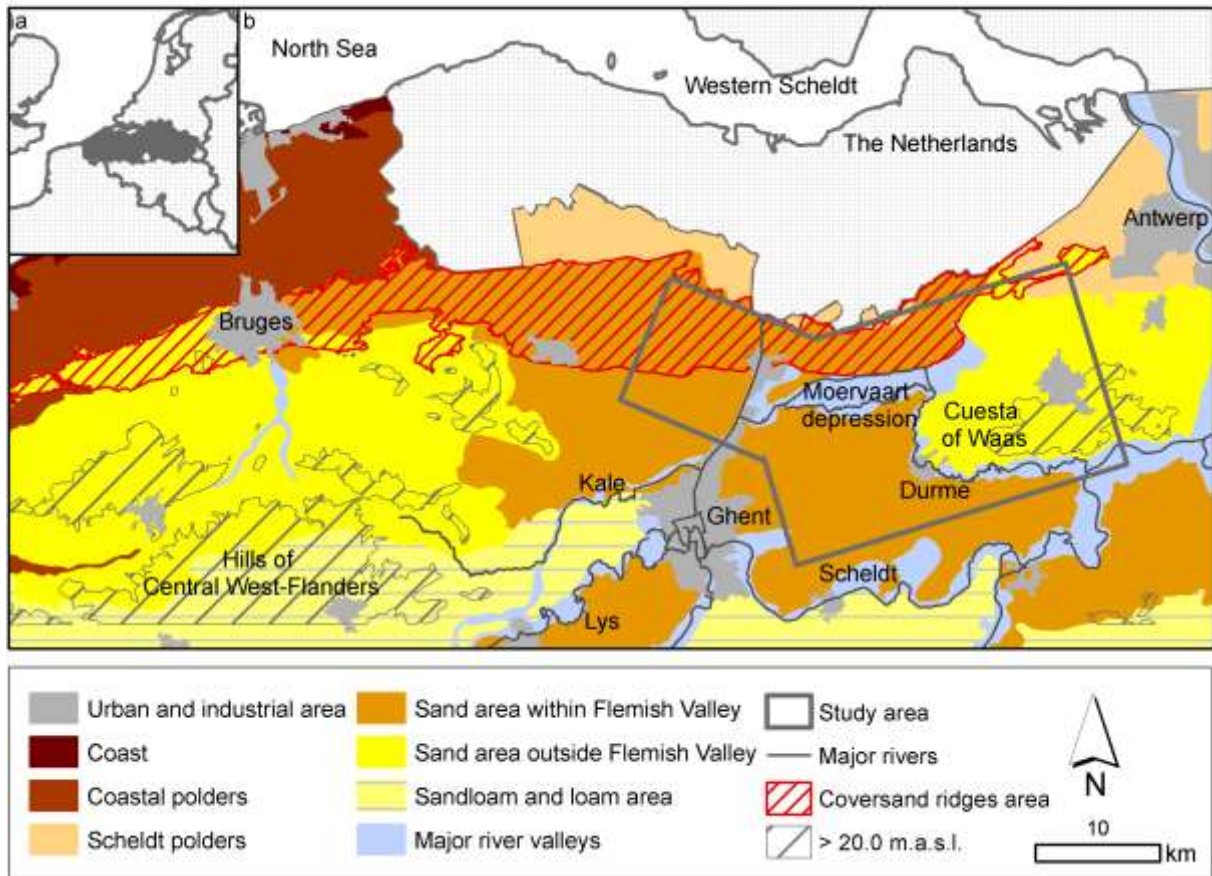 a
b
North Sea
Western Scheldt
The Netherlands
Antwerp
Bruges
Moervaart
depression
Cuesta
of Waas
Kale
Durme
Ghent
Hills of
Central West-Flanders
Scheldt
Lys
Urban and industrial area
Coast
Coastal polders
Scheldt polders
Sand area within Flemish Valley
Sand area outside Flemish Valley
Sandloam and loam area
Major river valleys
Study area
Major rivers
Coversand ridges area
> 20.0 m.a.s.l.
N
10
km